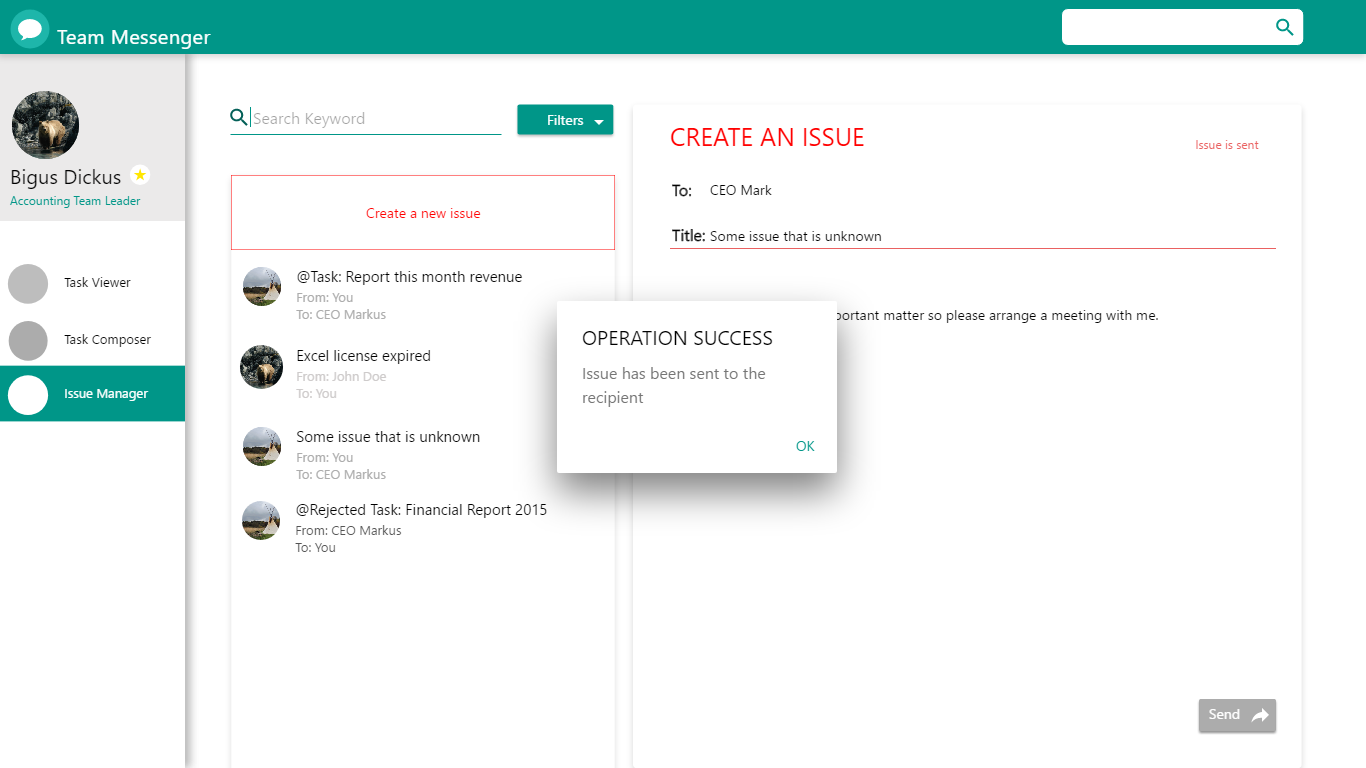 Team Messenger
Bigus Dickus
Accounting Team Leader
Task Viewer
Task Composer
Issue Manager
Search Keyword
Filters
Create a new issue
@Task: Report this month revenue
From: You
To: CEO Markus
Excel license expired
From: John Doe
To: You
Some issue that is unknown
From: You
To: CEO Markus
@Rejected Task: Financial Report 2015
From: CEO Markus
To: You
CREATE AN ISSUE
Issue is sent
To: CEO Mark
Title: Some issue that is unknown
matter so please arrange a meeting with me.
OPERATION SUCCESS
Issue has been sent to the
recipient
OK
Send